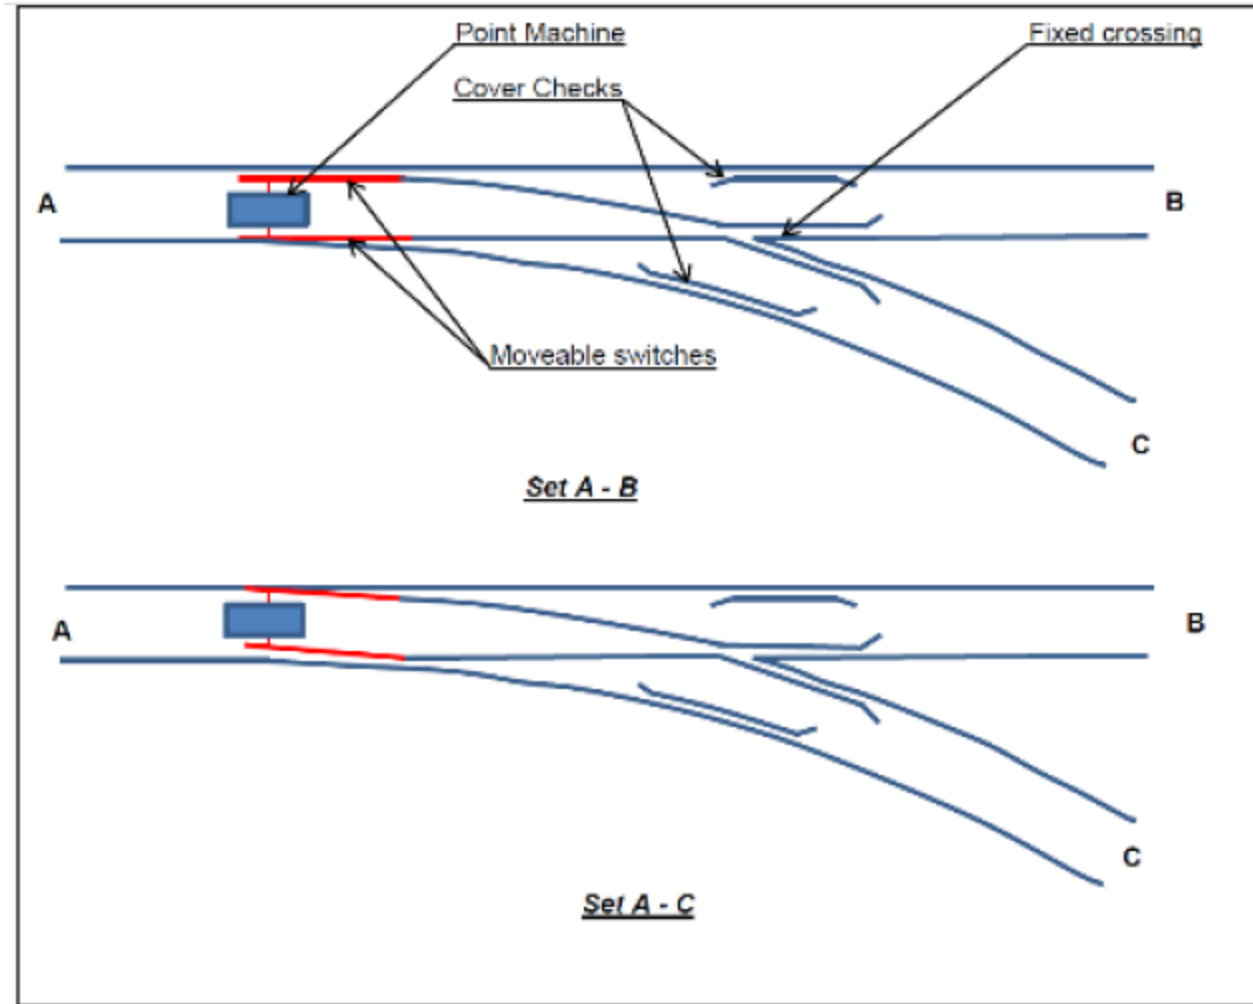 Point Machine
Fixed crossing
Cover Checks
A
B
Moveable switches
C
Set A - B
A
B
C
Set A - C